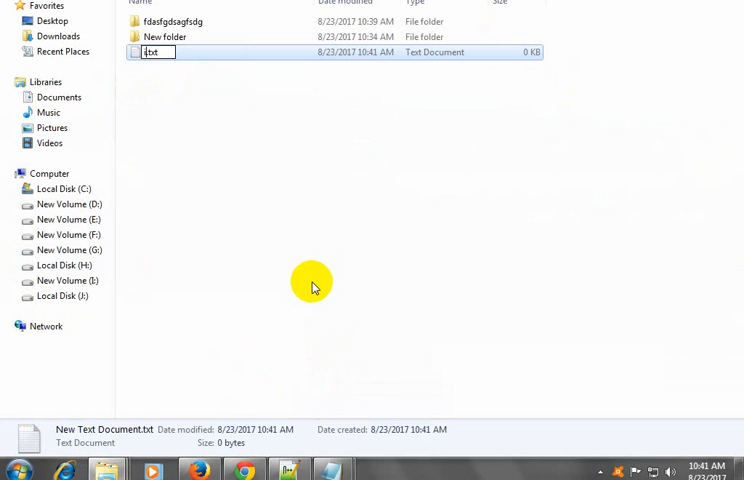 Favorites
Name
Date modified
Type
Size
Desktop
fdasfgdsagfsdg 8/23/2017 10:39 AM File folder
Downloads
New folder 8/23/2017 10:34 AM File folder
Recent Places
i.txt 8/23/2017 10:41 AM Text Document 0 KB
Libraries
Documents
Music
Pictures
Videos
Computer
Local Disk (C:)
New Volume (D:)
New Volume (E:)
New Volume (F:)
New Volume (G:)
Local Disk (H:)
New Volume (I:)
Local Disk (J:)
Network
New Text Document.txt Date modified: 8/23/2017 10:41 AM Date created: 8/23/2017 10:41 AM
Text Document Size: 0 bytes
10:41 AM
8/23/2017